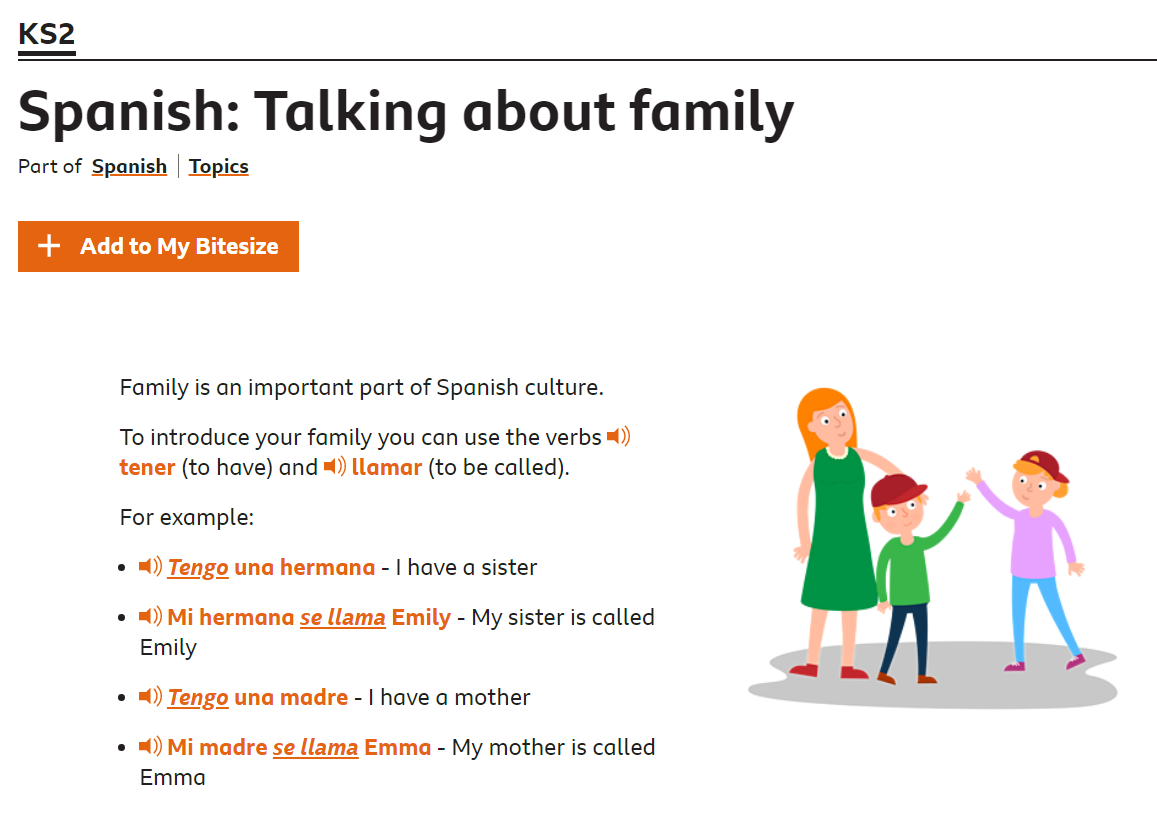 KS2
Spanish: Talking about family
Part of Spanish | Topics
+ Add to My Bitesize
Family is an important part of Spanish culture.
To introduce your family you can use the verbs
tener (to have) and llamar (to be called).
For example:
• Tengo una hermana - I have a sister
• Mi hermana se llama Emily - My sister is called
Emily
• Tengo una madre - I have a mother
• Mi madre se llama Emma - My mother is called
Emma